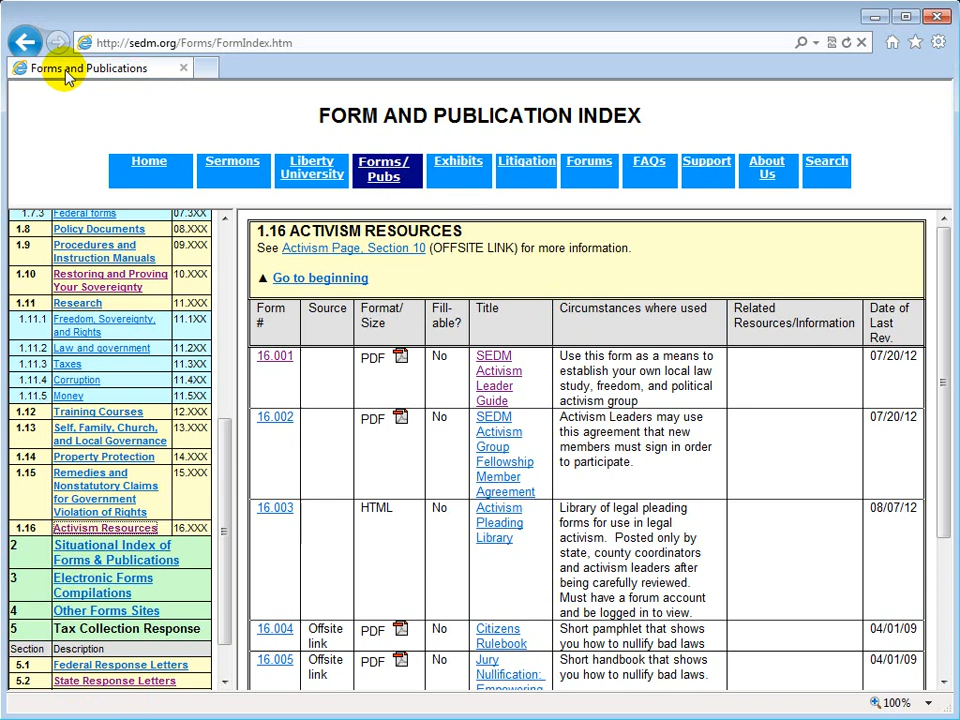 http://sedm.org/Forms/FormIndex.htm
Forms and Publications
FORM AND PUBLICATION INDEX
Home
Sermons
Liberty
University
Forms/
Pubs
Exhibits
Litigation
Forums
FAQs
Support
About
Us
Search
1.7.3 Federal forms 07.3XX
1.8 Policy Documents 08.XXX
1.9 Procedures and 09.XXX
Instruction Manuals
1.10 Restoring and Proving 10.XXX
Your Sovereignty
1.11 Research 11.XXX
1.11.1 Freedom, Sovereignty, 11.1XX
and Rights
1.11.2 Law and government 11.2XX
1.11.3 Taxes 11.3XX
1.11.4 Corruption 11.4XX
1.11.5 Money 11.5XX
1.12 Training Courses 12.XXX
1.13 Self, Family, Church, 13.XXX
and Local Governance
1.14 Property Protection 14.XXX
1.15 Remedies and 15.XXX
Nonstatutory Claims
for Government
Violation of Rights
1.16 Activism Resources 16.XXX
2 Situational Index of
Forms & Publications
3 Electronic Forms
Compilations
4 Other Forms Sites
5 Tax Collection Response
Section Description
5.1 Federal Response Letters
5.2 State Response Letters
1.16 ACTIVISM RESOURCES
See Activism Page, Section 10 (OFFSITE LINK) for more information.
▲ Go to beginning
Form
#
Source
Format/
Size
Fill-
able?
Title
Circumstances where used
Related
Resources/Information
Date of
Last
Rev.
16.001
PDF
No
SEDM
Activism
Leader
Guide
Use this form as a means to
establish your own local law
study, freedom, and political
activism group
07/20/12
16.002
PDF
No
SEDM
Activism
Group
Fellowship
Member
Agreement
Activism Leaders may use
this agreement that new
members must sign in order
to participate.
07/20/12
16.003
HTML
No
Activism
Pleading
Library
Library of legal pleading
forms for use in legal
activism. Posted only by
state, county coordinators
and activism leaders after
being carefully reviewed.
Must have a forum account
and be logged in to view.
08/07/12
16.004
Offsite
link
PDF
No
Citizens
Rulebook
Short pamphlet that shows
you how to nullify bad laws.
04/01/09
16.005
Offsite
link
PDF
No
Jury
Nullification:
Empowering
Short handbook that shows
you how to nullify bad laws.
04/01/09
100%